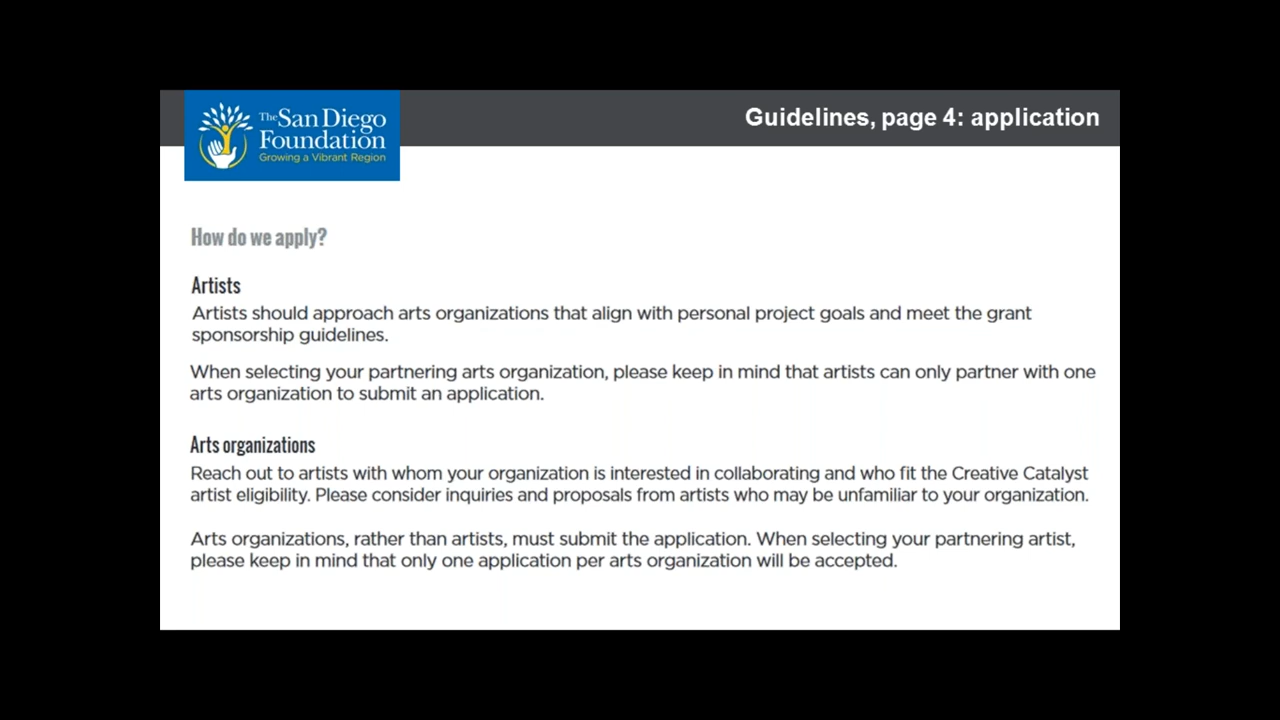 The San Diego
Foundation
Growing a Vibrant Region
Guidelines, page 4: application
How do we apply?
Artists
Artists should approach arts organizations that align with personal project goals and meet the grant
sponsorship guidelines.
When selecting your partnering arts organization, please keep in mind that artists can only partner with one
arts organization to submit an application.
Arts organizations
Reach out to artists with whom your organization is interested in collaborating and who fit the Creative Catalyst
artist eligibility. Please consider inquiries and proposals from artists who may be unfamiliar to your organization.
Arts organizations, rather than artists, must submit the application. When selecting your partnering artist,
please keep in mind that only one application per arts organization will be accepted.